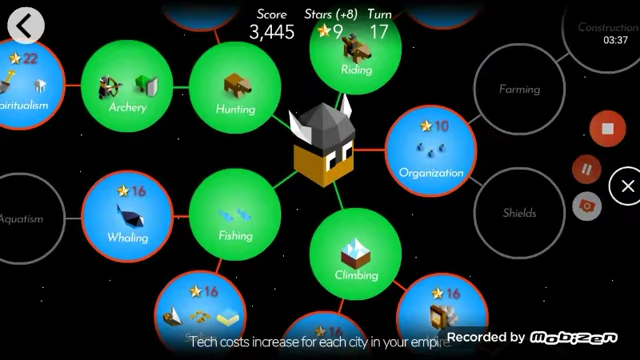 Score
Stars (+8)
Turn
3,445
9
17
Construction
03:37
22
Riding
piritualism
Archery
Hunting
Farming
10
Organization
16
Aquatism
Whaling
Fishing
Shields
Climbing
16
16
16
Tech costs increase for each city in your empire.
Recorded by Mobizen